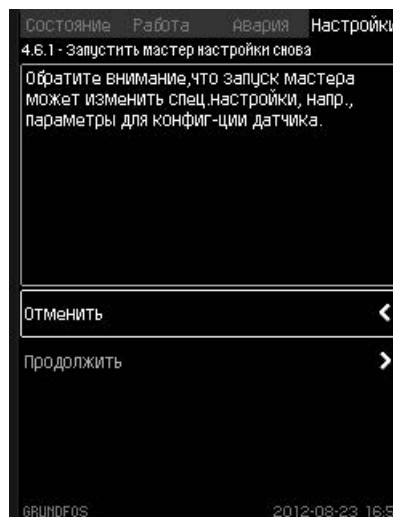 Состояние Работа Авария Настройки
4.6.1 - Запустить мастер настройки снова
Обратите внимание,что запуск мастера
может изменить спец.настройки, напр.,
параметры для конфиг-ции датчика.
Отменить
Продолжить
GRUNDFOS 2012-08-23 16:5